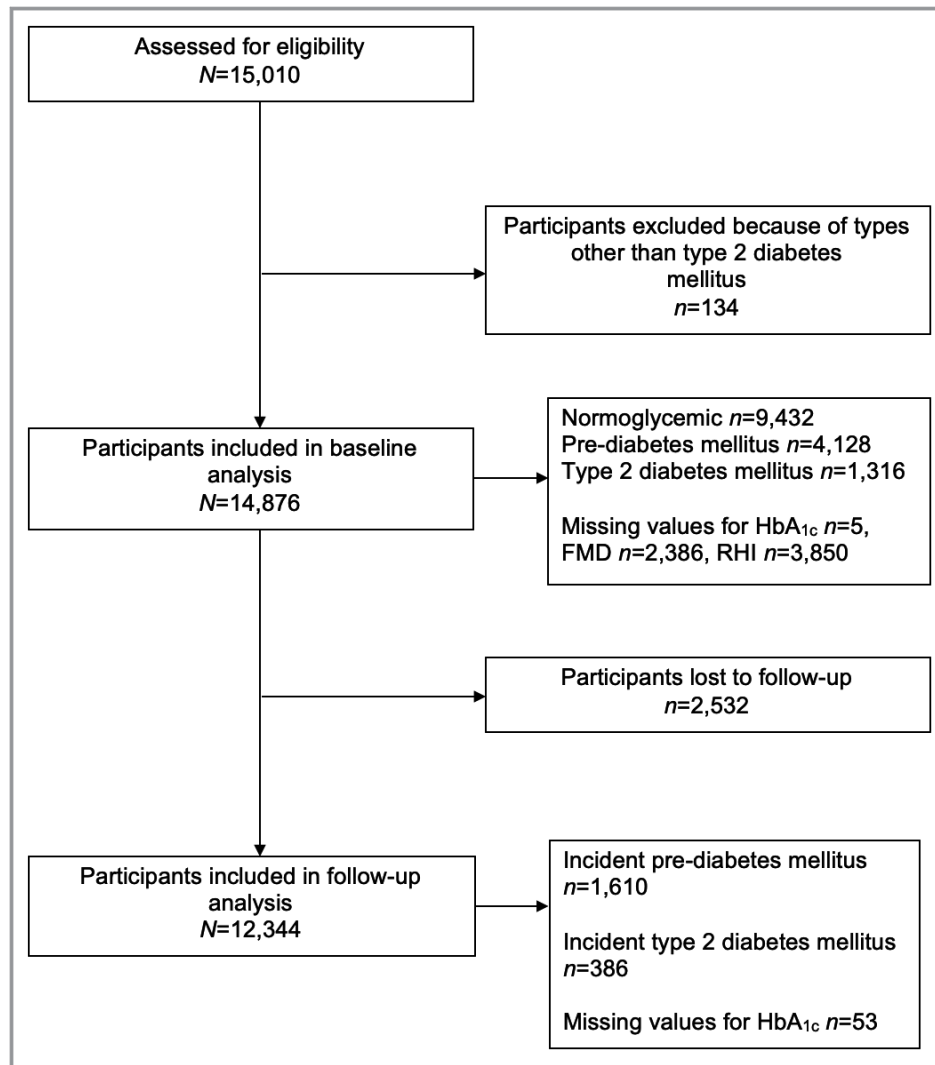 Assessed for eligibility
N=15,010
Participants excluded because of types
other than type 2 diabetes
mellitus
n=134
Participants included in baseline
analysis
N=14,876
Normoglycemic n=9,432
Pre-diabetes mellitus n=4,128
Type 2 diabetes mellitus n=1,316
Missing values for HbA1c n=5,
FMD n=2,386, RHI n=3,850
Participants lost to follow-up
n=2,532
Participants included in follow-up
analysis
N=12,344
Incident pre-diabetes mellitus
n=1,610
Incident type 2 diabetes mellitus
n=386
Missing values for HbA1c n=53